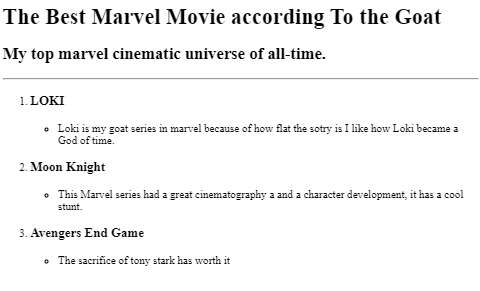 The Best Marvel Movie according To the Goat
My top marvel cinematic universe of all-time.
1. LOKI
Loki is my goat series in marvel because of how flat the sotry is I like how Loki became a
God of time.
2. Moon Knight
This Marvel series had a great cinematography a and a character development, it has a cool
stunt.
3. Avengers End Game
The sacrifice of tony stark has worth it